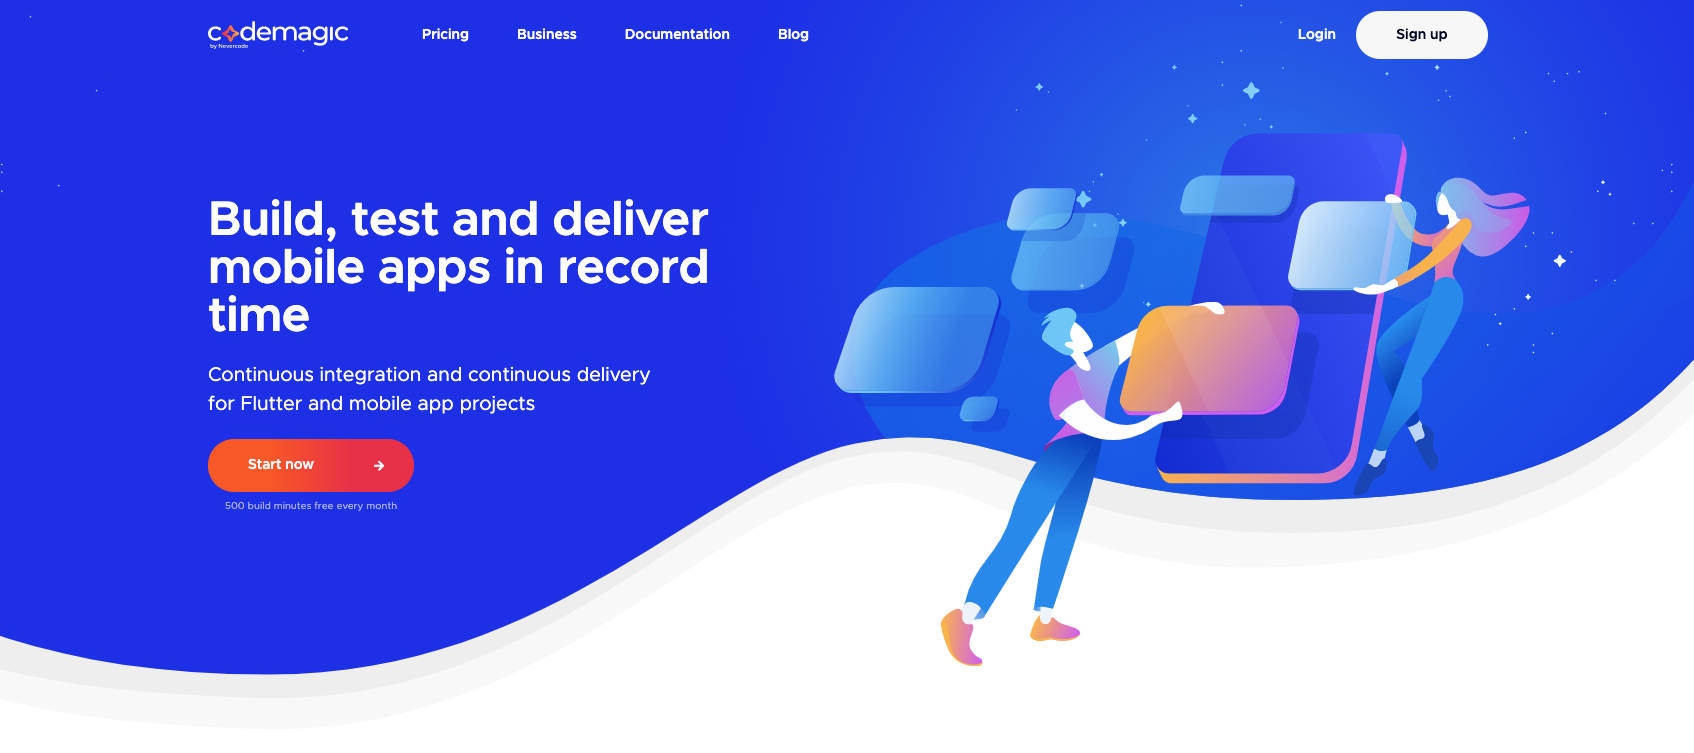 codemagic
by Nevercode
Pricing
Business
Documentation
Blog
Login
Sign up
Build, test and deliver
mobile apps in record
time
Continuous integration and continuous delivery
for Flutter and mobile app projects
Start now
500 build minutes free every month